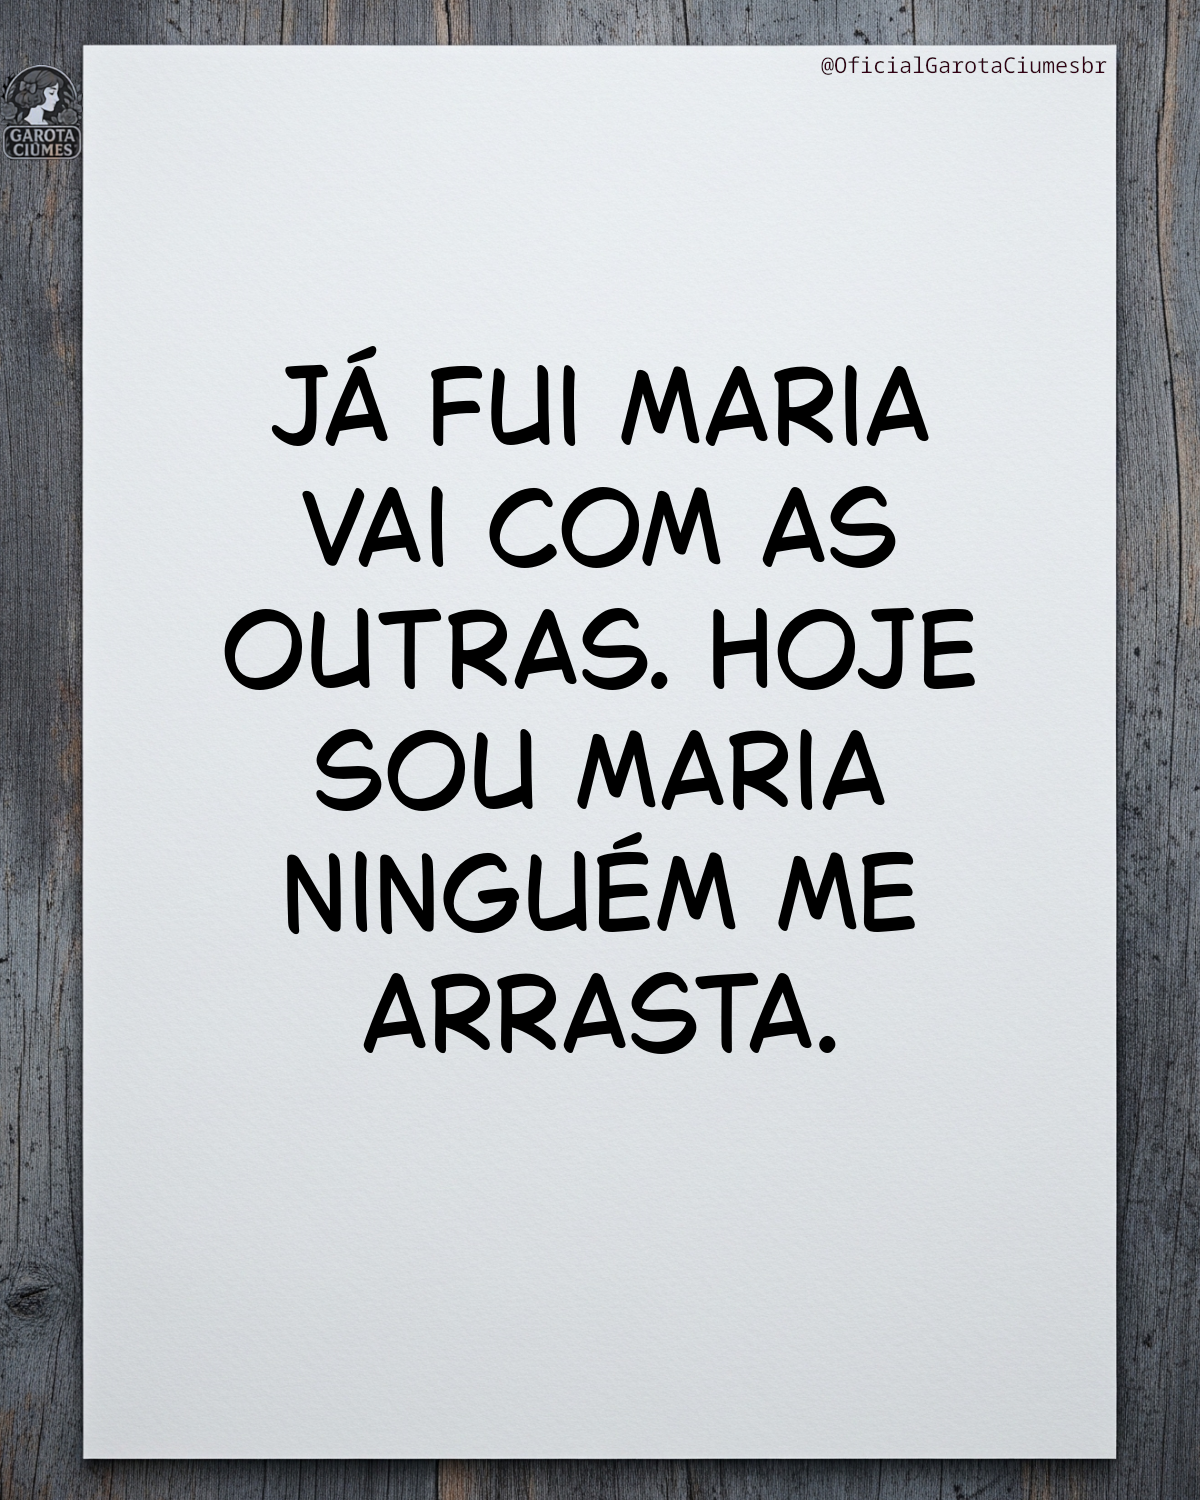 @OficialGarotaCiumesbr
GAROTA
CIUMES
JÁ FUI MARIA
VAI COM AS
OUTRAS. HOJE
SOU MARIA
NINGUÉM ME
ARRASTA.